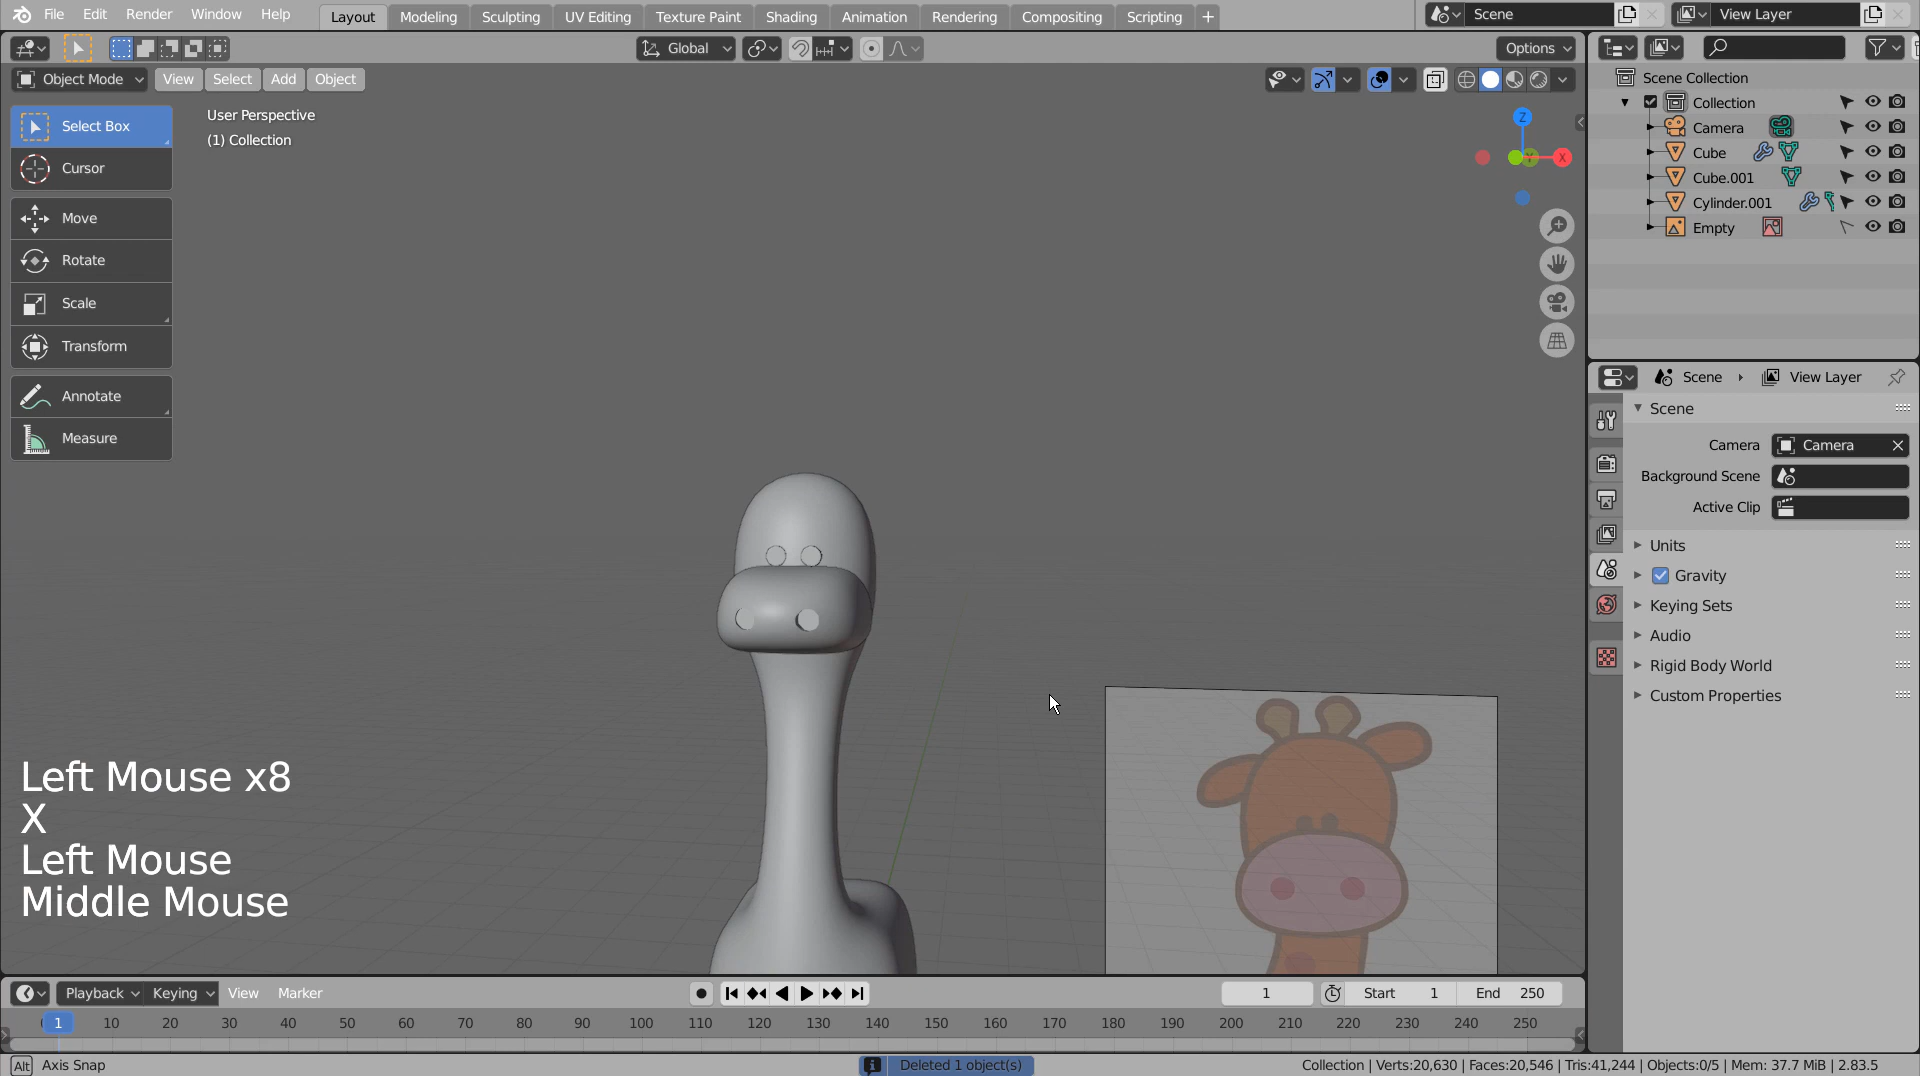 File Edit Render Window Help
Layout Modeling Sculpting UV Editing Texture Paint Shading Animation Rendering Compositing Scripting +
Scene
View Layer
Global
Options
Object Mode View Select Add Object
User Perspective
(1) Collection
Select Box
Cursor
Move
Rotate
Scale
Transform
Annotate
Measure
Z
Y
X
Scene Collection
Collection
Camera
Cube
Cube.001
Cylinder.001
Empty
Scene View Layer
Scene
Camera Camera
Background Scene
Active Clip
Units
Gravity
Keying Sets
Audio
Rigid Body World
Custom Properties
Left Mouse x8
X
Left Mouse
Middle Mouse
Playback Keying View Marker
1 Start 1 End 250
1 10 20 30 40 50 60 70 80 90 100 110 120 130 140 150 160 170 180 190 200 210 220 230 240 250
Alt Axis Snap
Deleted 1 object(s)
Collection | Verts:20,630 | Faces:20,546 | Tris:41,244 | Objects:0/5 | Mem: 37.7 MiB | 2.83.5